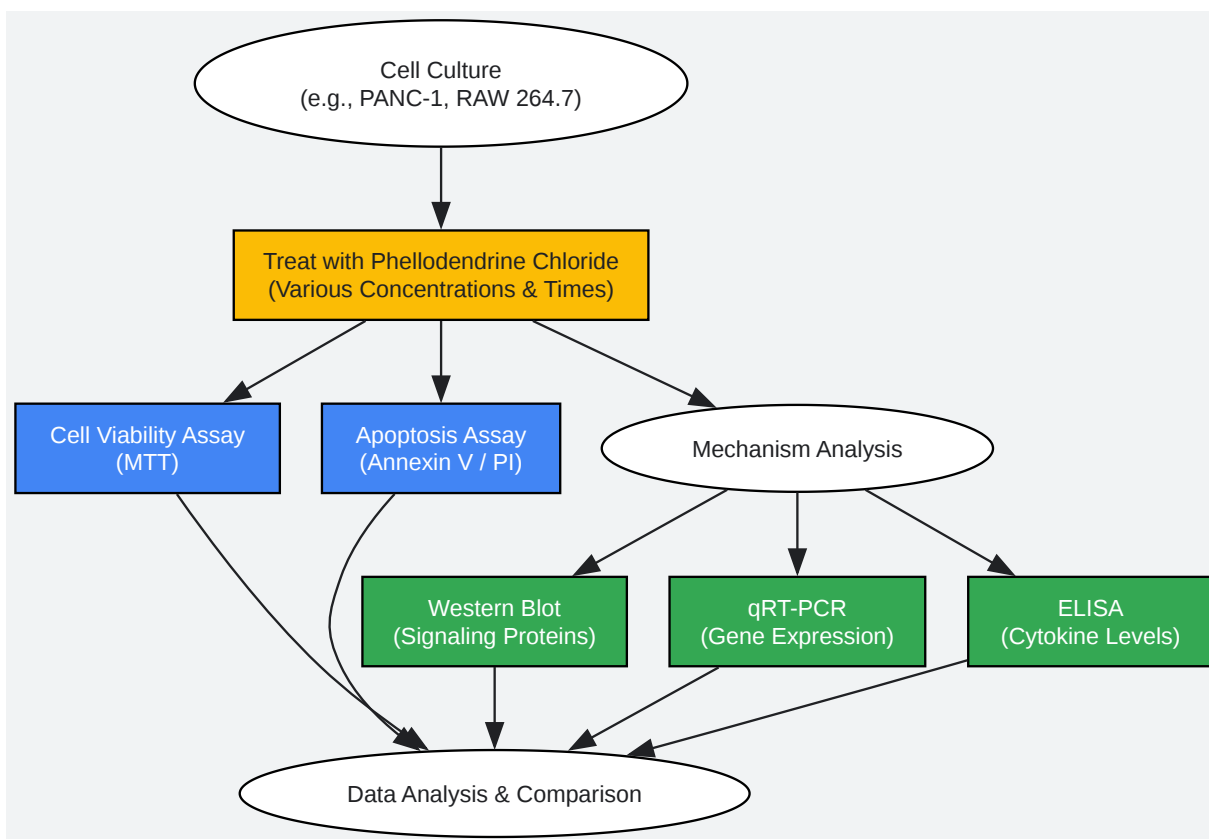 Cell Culture
(e.g., PANC-1, RAW 264.7)
Treat with Phellodendrine Chloride
(Various Concentrations & Times)
Cell Viability Assay
(MTT)
Apoptosis Assay
(Annexin V / PI)
Mechanism Analysis
Western Blot
(Signaling Proteins)
qRT-PCR
(Gene Expression)
ELISA
(Cytokine Levels)
Data Analysis & Comparison